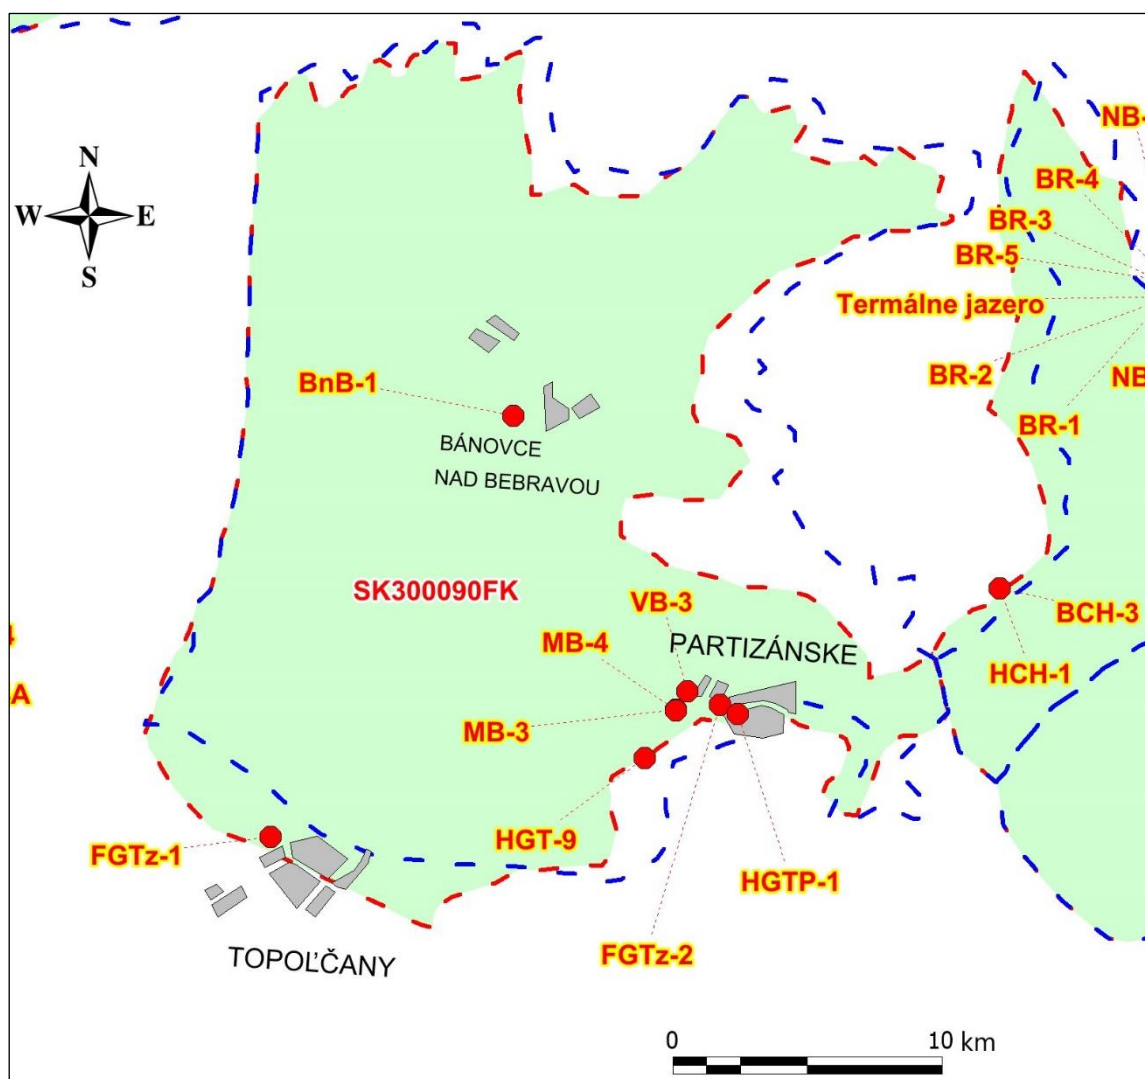 NB-
N
BR-4
W
E
BR-3
BR-5
S
Termálne jazero
BR-2
NB
BnB-1
BR-1
BÁNOVCE
NAD BEBRAVOU
SK300090FK
VB-3
BCH-3
4
MB-4
PARTIZÁNSKE
HCH-1
A
MB-3
HGT-9
FGTz-1
HGTP-1
FGTz-2
TOPOĽČANY
0
10 km